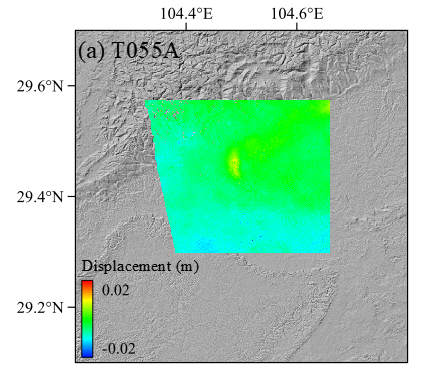 104.4°E 104.6°E
(a) T055A
29.6°N
29.4°N
29.2°N
Displacement (m)
0.02
-0.02